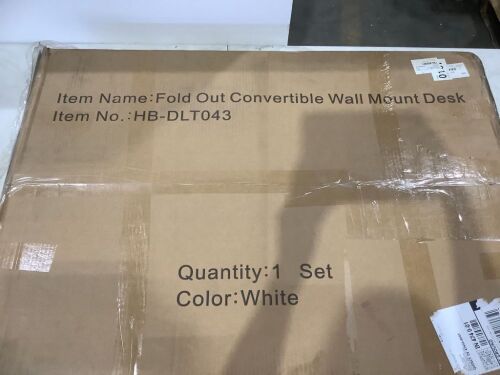 Item Name:Fold Out Convertible Wall Mount Desk
Item No.:HB-DLT043
Quantity:1 Set
Color:White